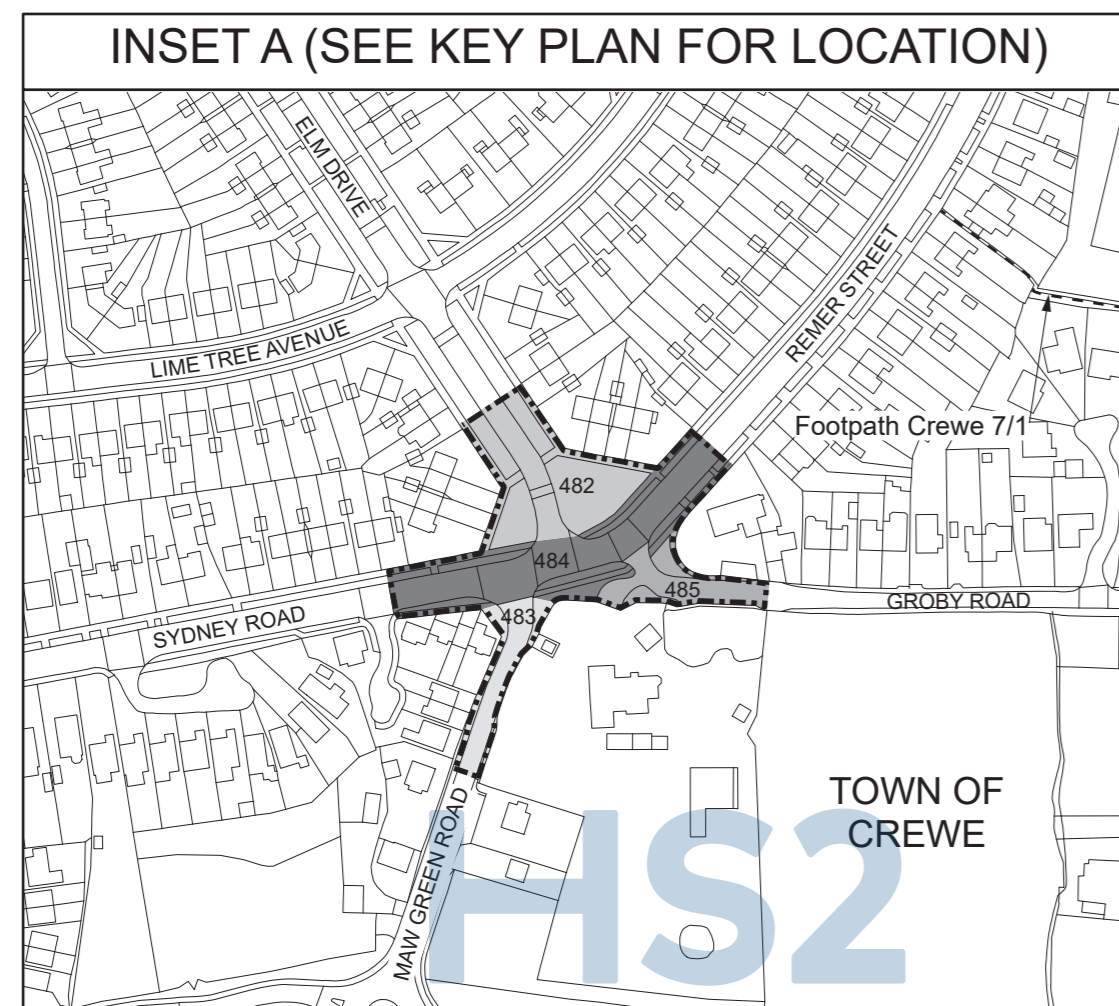 INSET A (SEE KEY PLAN FOR LOCATION)
ELM DRIVE
REMER STREET
LIME TREE AVENUE
Footpath Crewe 7/1
482
484
485
GROBY ROAD
483
SYDNEY ROAD
TOWN OF
CREWE
MAW GREEN ROAD
HS2